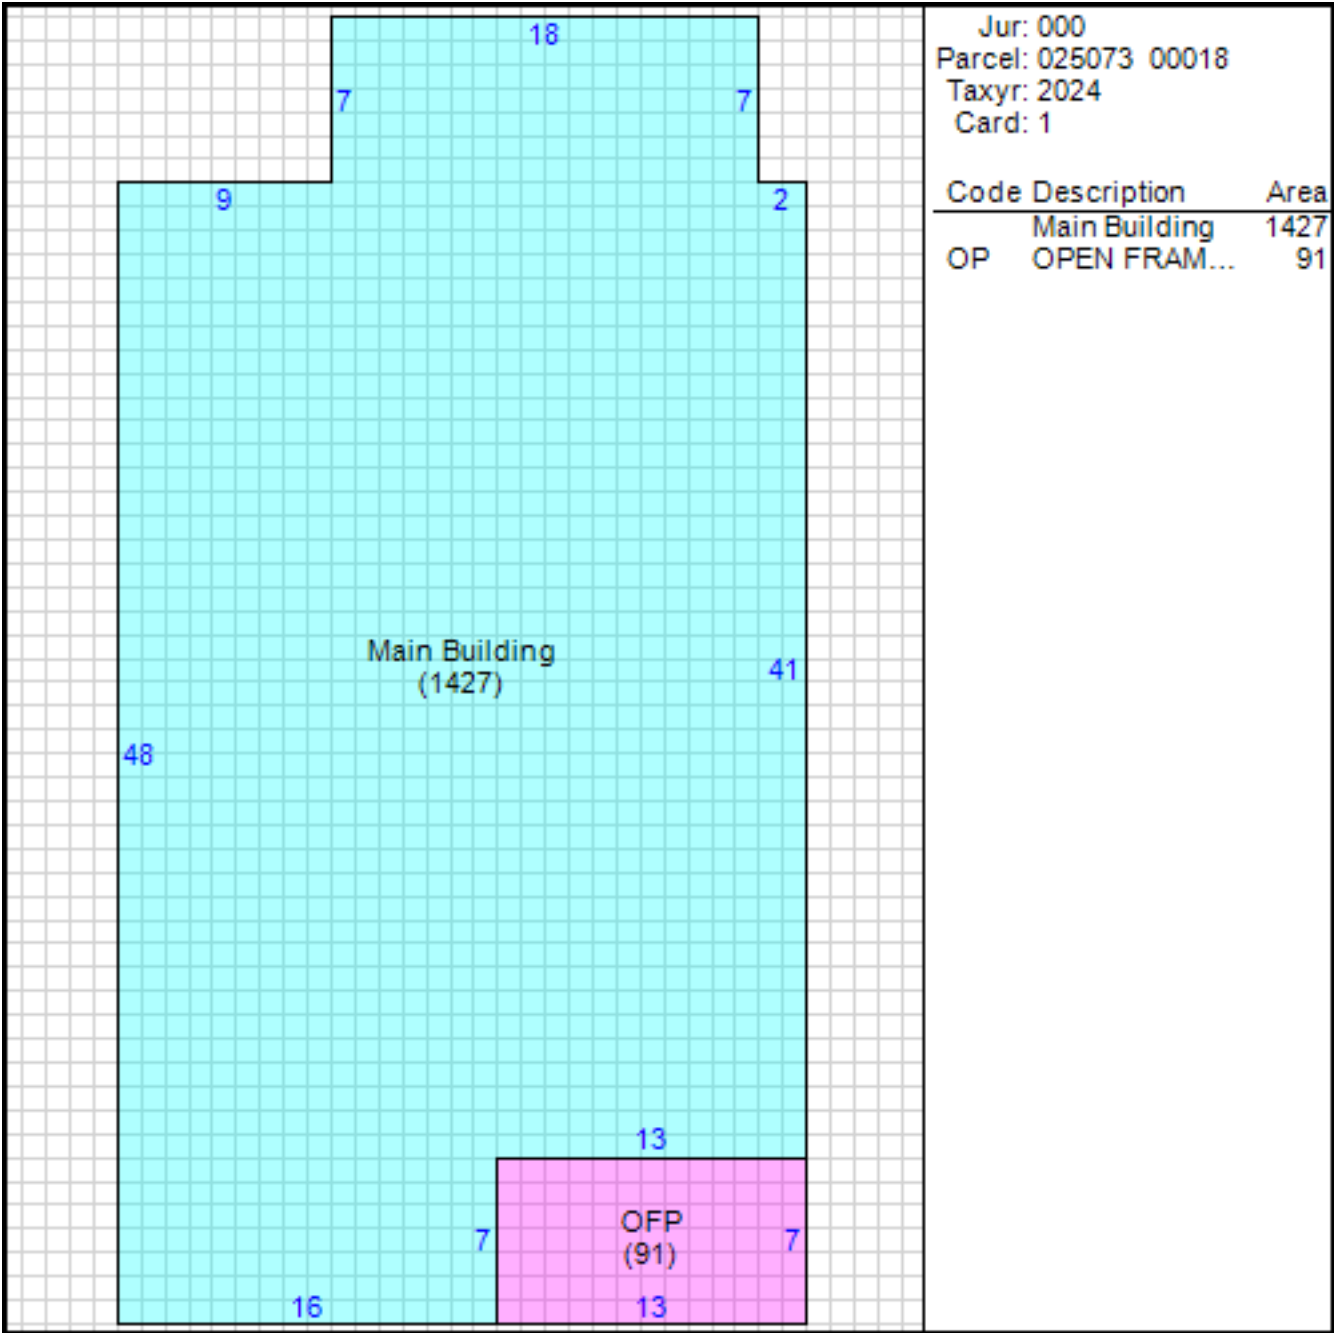 18
7
7
9
2
Main Building
(1427)
41
48
13
OFP
(91)
7
7
16
13
Jur: 000
Parcel: 025073 00018
Taxyr: 2024
Card: 1
Code Description Area
Main Building 1427
OP OPEN FRAM... 91